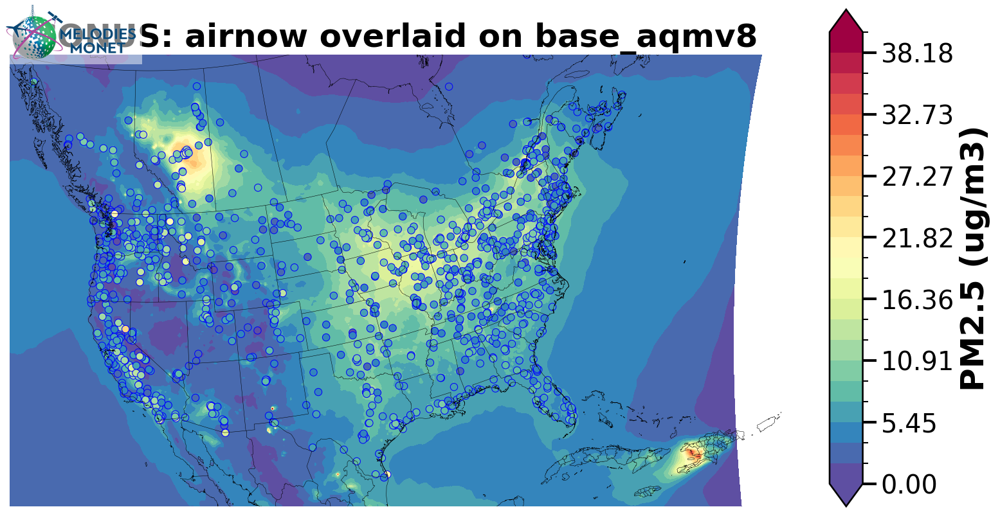 CONUS: airnow overlaid on base_aqmv8
MELODIES
MONET
38.18
32.73
27.27
21.82
16.36
10.91
5.45
0.00
PM2.5 (ug/m3)